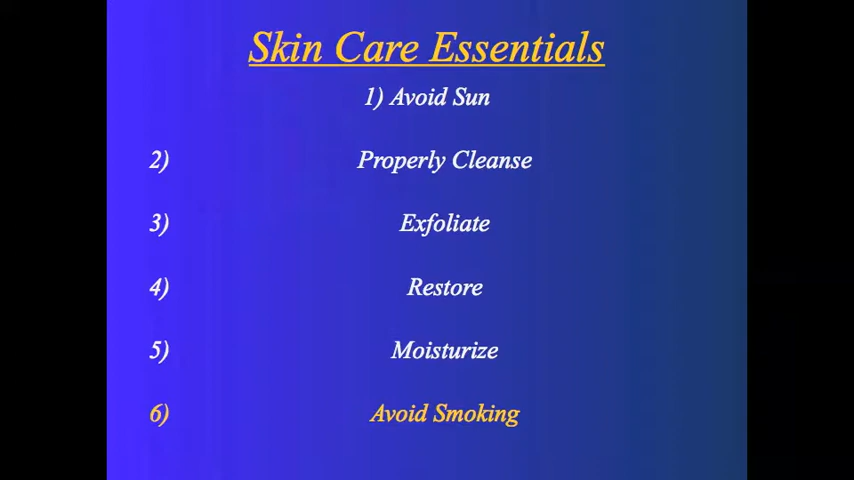 Skin Care Essentials
1) Avoid Sun
2) Properly Cleanse
3) Exfoliate
4) Restore
5) Moisturize
6) Avoid Smoking